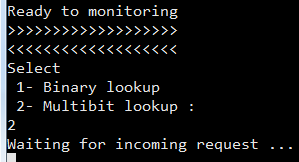 Ready to monitoring
>>>>>>>>>>>>>>>>>>>
<<<<<<<<<<<<<<<<<<<
Select
 1- Binary lookup
 2- Multibit lookup :
2
Waiting for incoming request ...